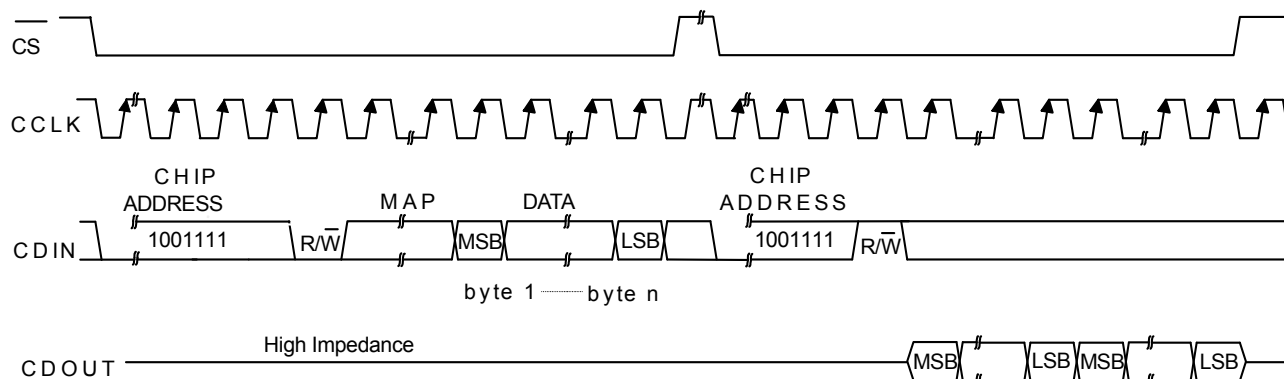 CS
CCLK
CHIP
ADDRESS
MAP
DATA
CHIP
ADDRESS
CDIN
1001111
R/W
MSB
LSB
1001111
R/W
byte 1
byte n
High Impedance
CDOUT
MSB
LSB
MSB
LSB